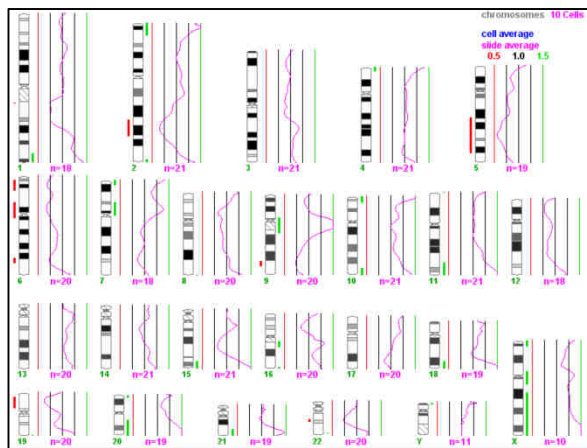 chromosomes 10 Cells
cell average
slide average
0.5 1.0 1.5
1 n=18
2 n=21
3 n=21
4 n=21
5 n=19
6 n=20
7 n=18
8 n=20
9 n=20
10 n=21
11 n=21
12 n=18
13 n=20
14 n=21
15 n=21
16 n=20
17 n=20
18 n=19
19 n=20
20 n=19
21 n=19
22 n=20
Y n=11
X n=10